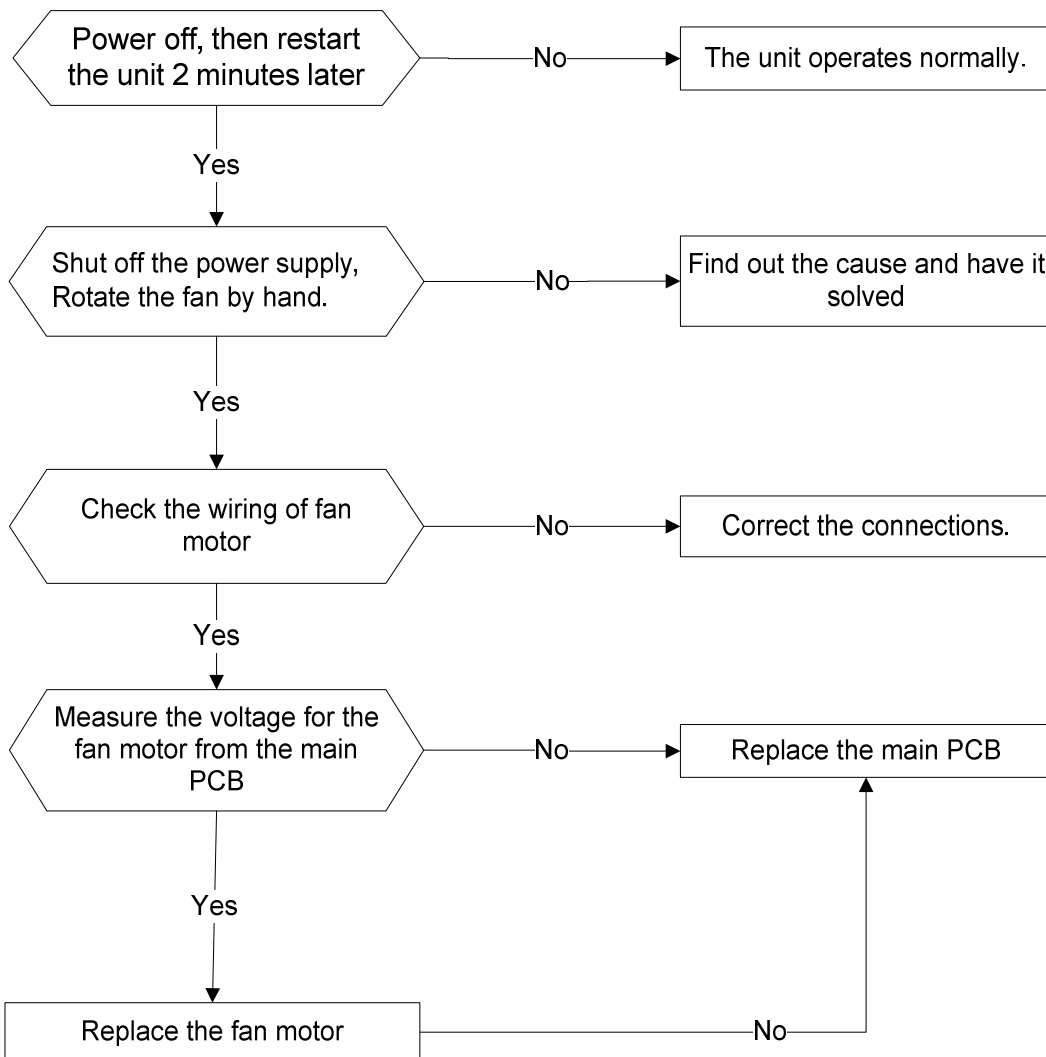 Power off, then restart
the unit 2 minutes later
No
The unit operates normally.
Yes
Shut off the power supply,
Rotate the fan by hand.
No
Find out the cause and have it
solved
Yes
Check the wiring of fan
motor
No
Correct the connections.
Yes
Measure the voltage for the
fan motor from the main
PCB
No
Replace the main PCB
Yes
Replace the fan motor
No